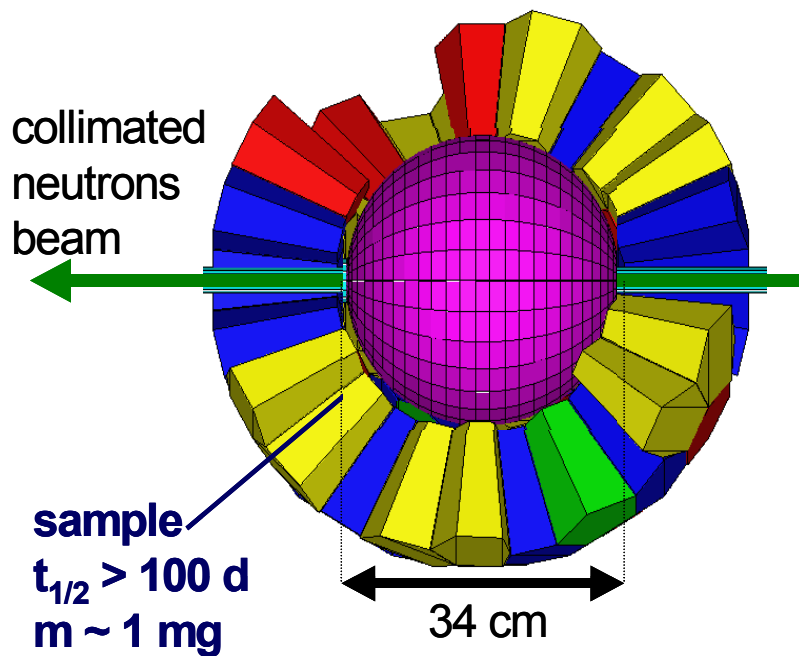 collimated
neutrons
beam
sample
t1/2 > 100 d
m ~ 1 mg
34 cm